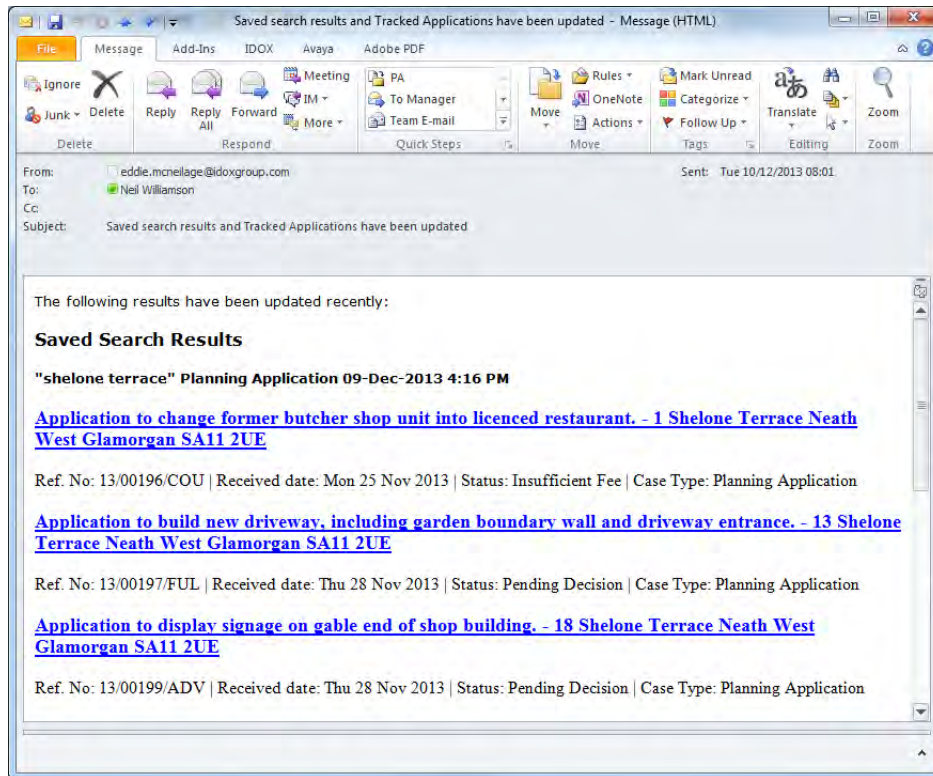 Saved search results and Tracked Applications have been updated - Message (HTML)
File Message Add-Ins IDOX Avaya Adobe PDF
Ignore
Junk
Delete
Delete
Reply
Reply All
Forward
Meeting
IM
More
Respond
PA
To Manager
Team E-mail
Quick Steps
Move
Rules
OneNote
Actions
Move
Mark Unread
Categorize
Follow Up
Tags
Translate
Editing
Zoom
Zoom
From: eddie.mcneilage@idoxgroup.com Sent: Tue 10/12/2013 08:01
To: Neil Williamson
Cc:
Subject: Saved search results and Tracked Applications have been updated
The following results have been updated recently:
Saved Search Results
"shelone terrace" Planning Application 09-Dec-2013 4:16 PM
Application to change former butcher shop unit into licenced restaurant. - 1 Shelone Terrace Neath
West Glamorgan SA11 2UE
Ref. No: 13/00196/COU | Received date: Mon 25 Nov 2013 | Status: Insufficient Fee | Case Type: Planning Application
Application to build new driveway, including garden boundary wall and driveway entrance. - 13 Shelone
Terrace Neath West Glamorgan SA11 2UE
Ref. No: 13/00197/FUL | Received date: Thu 28 Nov 2013 | Status: Pending Decision | Case Type: Planning Application
Application to display signage on gable end of shop building. - 18 Shelone Terrace Neath West
Glamorgan SA11 2UE
Ref. No: 13/00199/ADV | Received date: Thu 28 Nov 2013 | Status: Pending Decision | Case Type: Planning Application